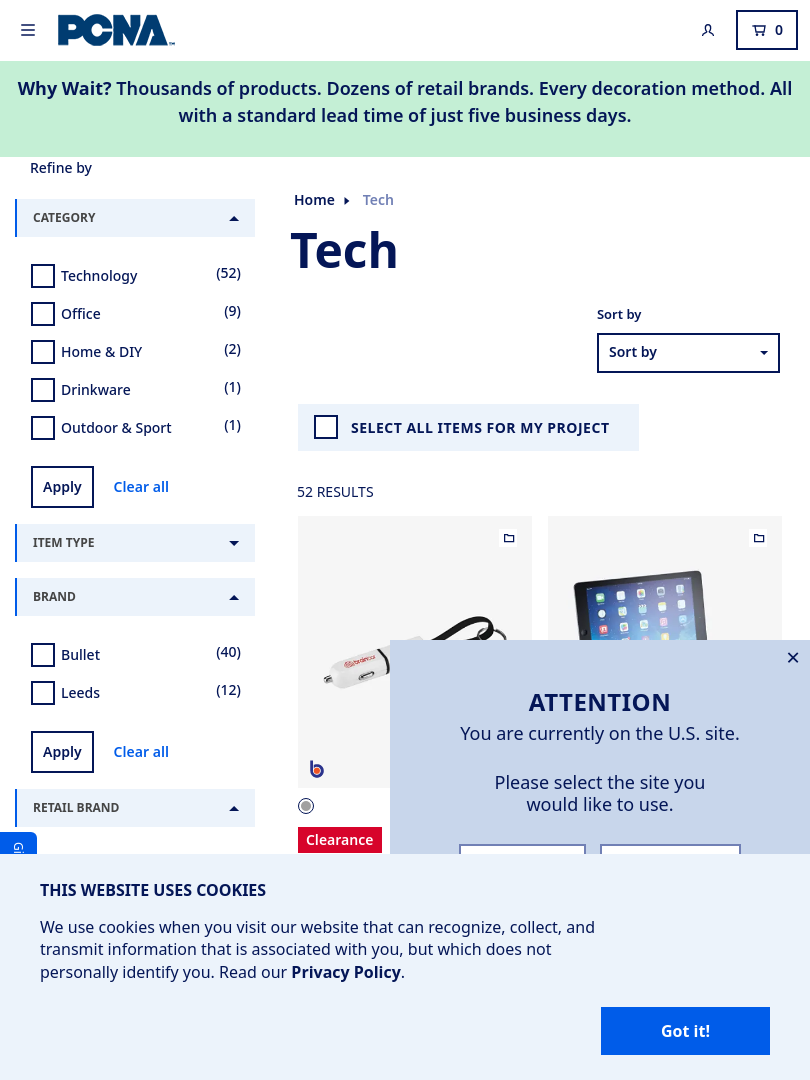 PCNA
0
Why Wait? Thousands of products. Dozens of retail brands. Every decoration method. All
with a standard lead time of just five business days.
Refine by
CATEGORY
Technology (52)
Office (9)
Home & DIY (2)
Drinkware (1)
Outdoor & Sport (1)
Apply Clear all
ITEM TYPE
BRAND
Bullet (40)
Leeds (12)
Apply Clear all
RETAIL BRAND
Home Tech
Tech
Sort by
Sort by
SELECT ALL ITEMS FOR MY PROJECT
52 RESULTS
b
Clearance
ATTENTION
You are currently on the U.S. site.
Please select the site you
would like to use.
THIS WEBSITE USES COOKIES
We use cookies when you visit our website that can recognize, collect, and
transmit information that is associated with you, but which does not
personally identify you. Read our Privacy Policy.
Got it!